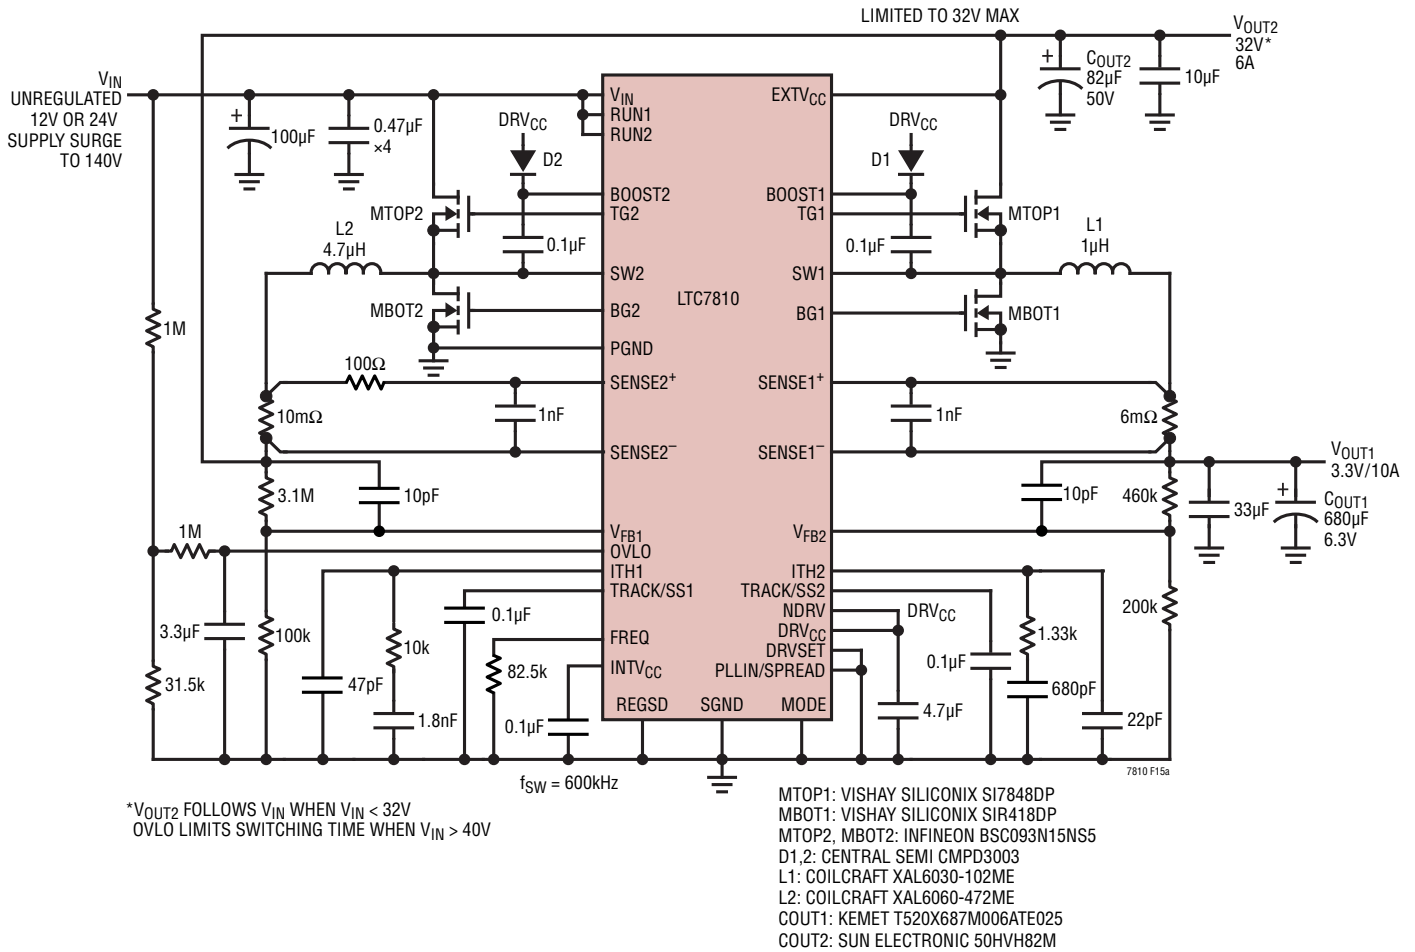 LIMITED TO 32V MAX
VOUT2
32V*
6A
VIN
UNREGULATED
12V OR 24V
SUPPLY SURGE
TO 140V
+
100µF
0.47µF
×4
DRVCC
D2
MTOP2
0.1µF
L2
4.7µH
MBOT2
1M
100Ω
10mΩ
1nF
3.1M
10pF
1M
3.3µF
100k
31.5k
47pF
10k
1.8nF
0.1µF
82.5k
0.1µF
VIN
RUN1
RUN2
BOOST2
TG2
SW2
BG2
PGND
SENSE2+
SENSE2–
VFB1
OVLO
ITH1
TRACK/SS1
FREQ
INTVCC
REGSD
SGND
MODE
LTC7810
EXTVCC
BOOST1
TG1
SW1
BG1
SENSE1+
SENSE1–
VFB2
ITH2
TRACK/SS2
NDRV
DRVCC
DRVSET
PLLIN/SPREAD
+
COUT2
82µF
50V
10µF
DRVCC
D1
MTOP1
0.1µF
L1
1µH
MBOT1
1nF
6mΩ
VOUT1
3.3V/10A
10pF
460k
33µF
+
COUT1
680µF
6.3V
200k
DRVCC
1.33k
0.1µF
680pF
4.7µF
22pF
7810 F15a
fSW = 600kHz
*VOUT2 FOLLOWS VIN WHEN VIN < 32V
OVLO LIMITS SWITCHING TIME WHEN VIN > 40V
MTOP1: VISHAY SILICONIX SI7848DP
MBOT1: VISHAY SILICONIX SIR418DP
MTOP2, MBOT2: INFINEON BSC093N15NS5
D1,2: CENTRAL SEMI CMPD3003
L1: COILCRAFT XAL6030-102ME
L2: COILCRAFT XAL6060-472ME
COUT1: KEMET T520X687M006ATE025
COUT2: SUN ELECTRONIC 50HVH82M